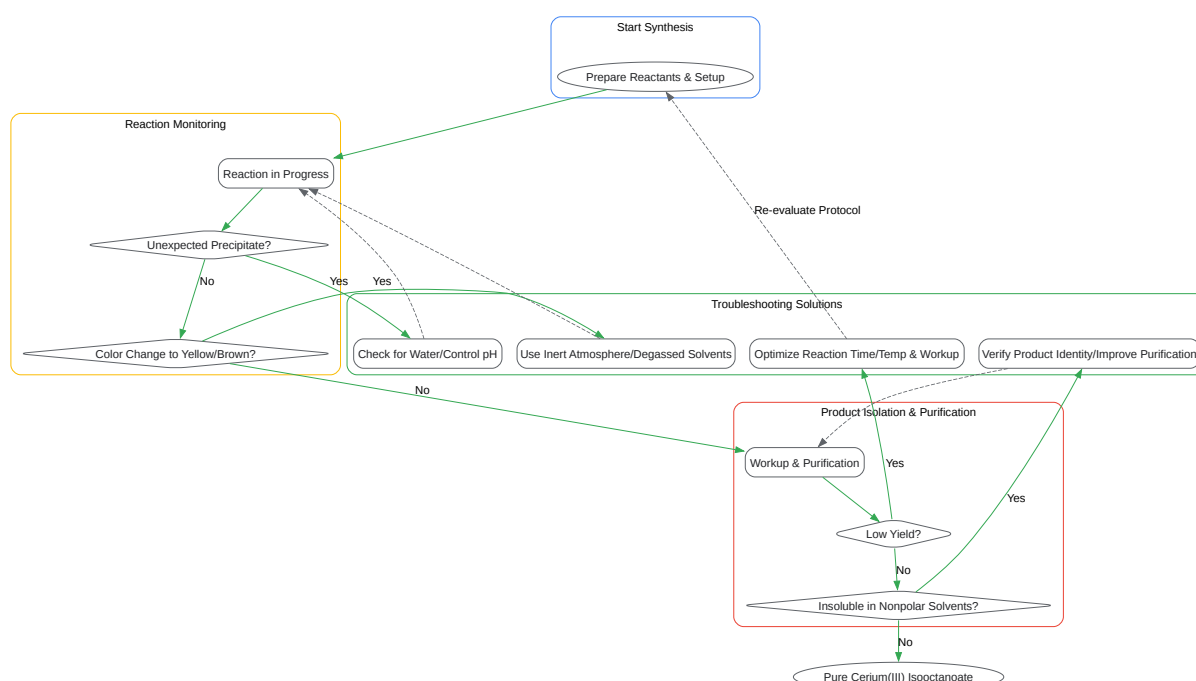 Start Synthesis
Prepare Reactants & Setup
Reaction Monitoring
Reaction in Progress
Re-evaluate Protocol
Unexpected Precipitate?
No
Yes
Yes
Troubleshooting Solutions
Color Change to Yellow/Brown?
Check for Water/Control pH
Use Inert Atmosphere/Degassed Solvents
Optimize Reaction Time/Temp & Workup
Verify Product Identity/Improve Purification
No
Product Isolation & Purification
Workup & Purification
Yes
Yes
Low Yield?
No
Insoluble in Nonpolar Solvents?
No
Pure Cerium(III) Isooctanoate